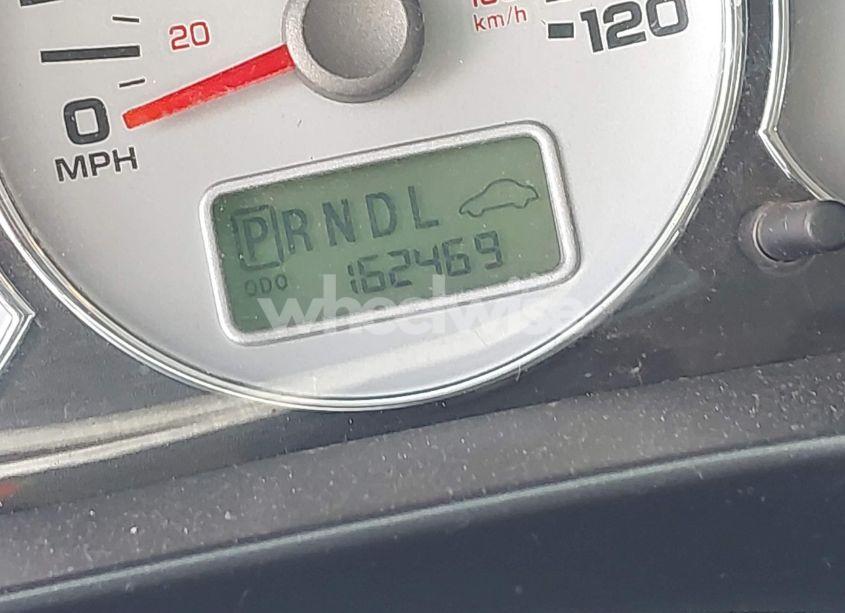 20
km/h
120
0
MPH
PRNDL
ODO 162469
wheelwise